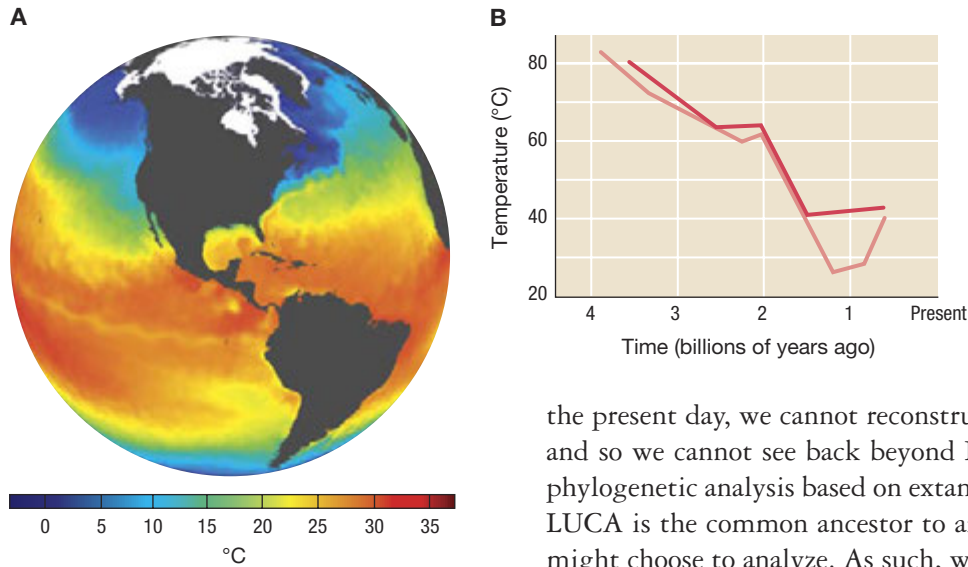 A
0 5 10 15 20 25 30 35
°C
B
Temperature (°C)
80
60
40
20
4 3 2 1 Present
Time (billions of years ago)
the present day, we cannot reconstru
and so we cannot see back beyond
phylogenetic analysis based on extan
LUCA is the common ancestor to a
might choose to analyze. As such, w